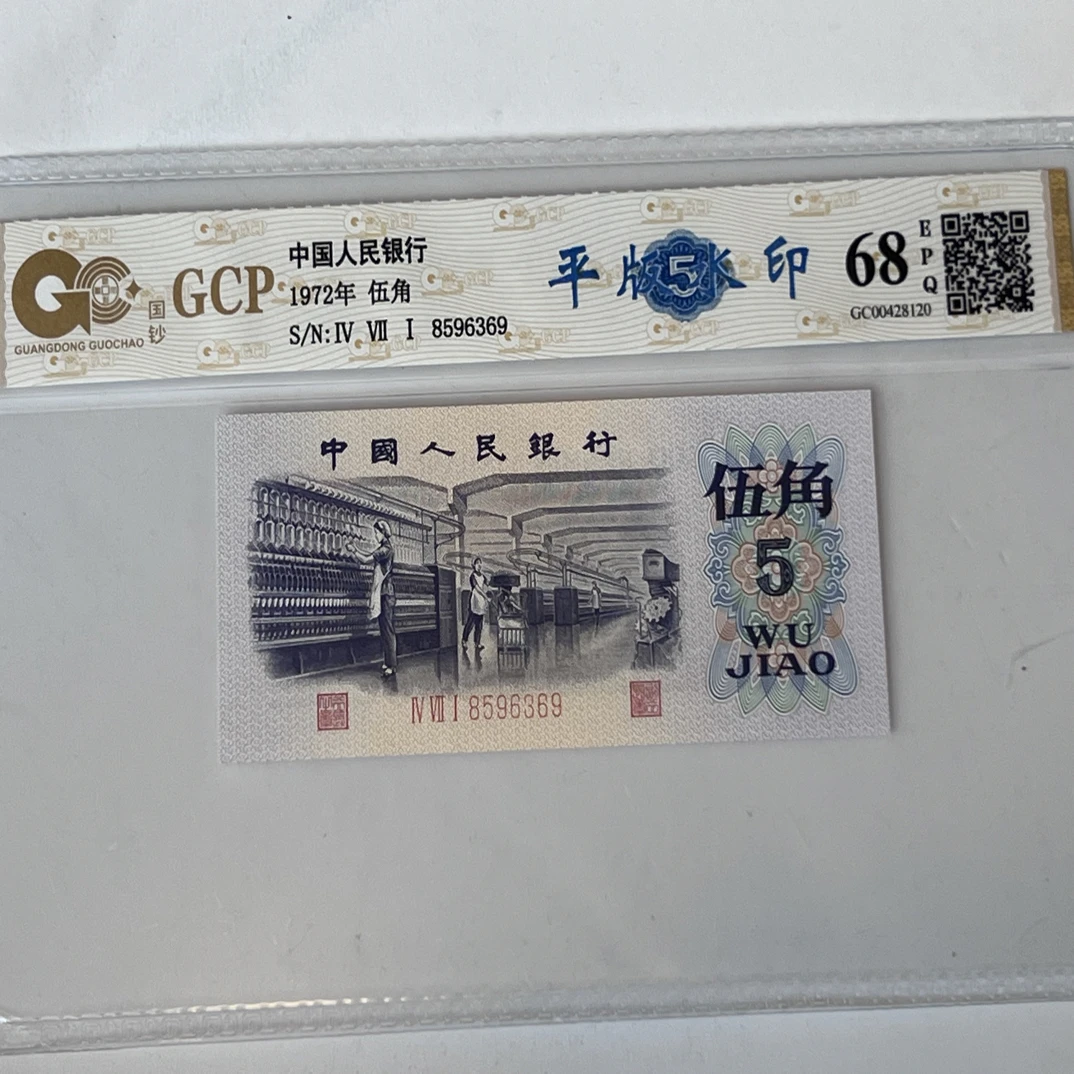 GCP
国钞
GUANGDONG GUOCHAO
中国人民银行
1972年 伍角
S/N: Ⅳ Ⅶ Ⅰ 8596369
平版水印
5
68
EPQ
GC00428120
中國人民銀行
伍角
5
WU
JIAO
Ⅳ Ⅶ Ⅰ 8596369